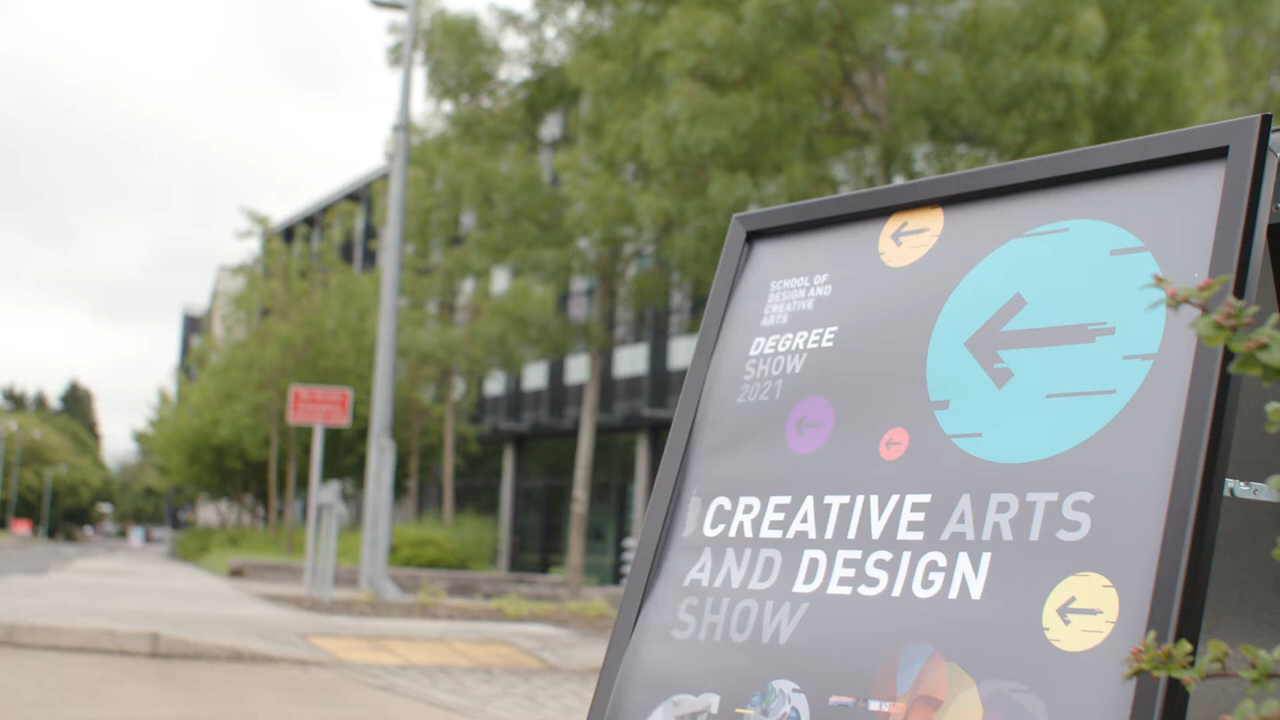 SCHOOL OF
DESIGN AND
CREATIVE
ARTS
DEGREE
SHOW
2021
CREATIVE ARTS
AND DESIGN
SHOW